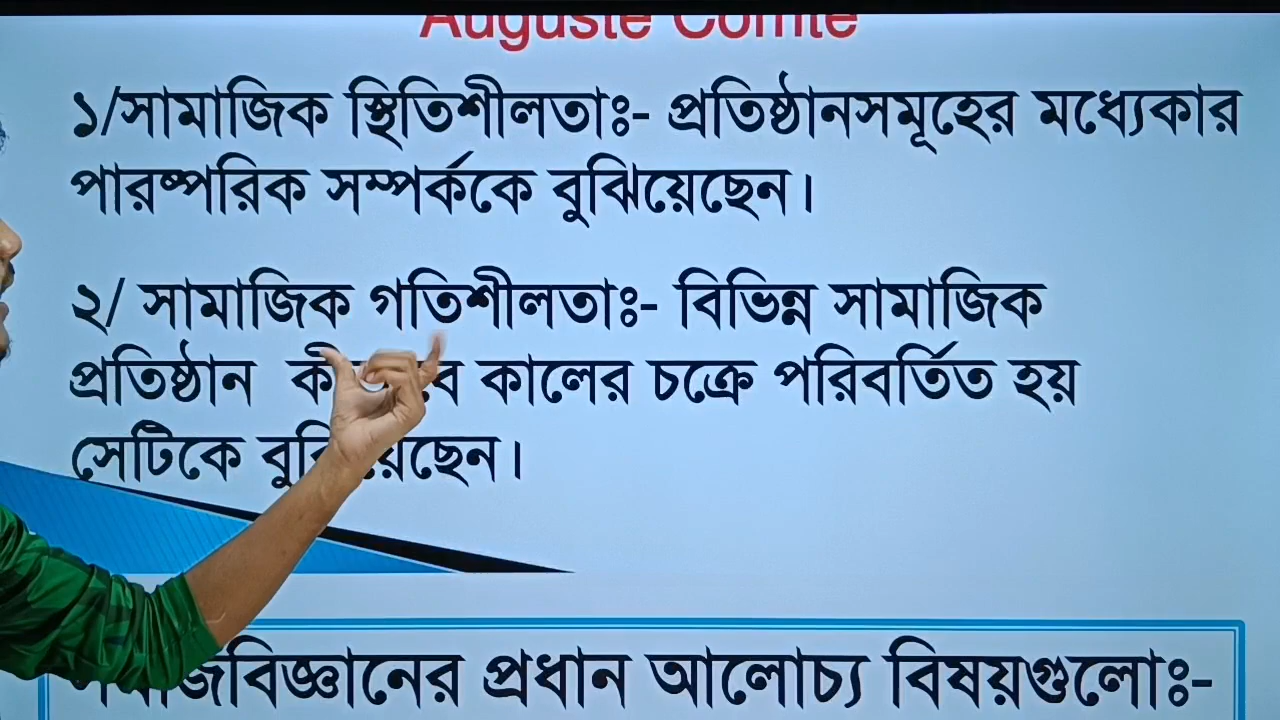 Auguste Comte
১/সামাজিক স্থিতিশীলতাঃ- প্রতিষ্ঠানসমূহের মধ্যেকার
পারষ্পরিক সম্পর্ককে বুঝিয়েছেন।
২/ সামাজিক গতিশীলতাঃ- বিভিন্ন সামাজিক
প্রতিষ্ঠান কালের চক্রে পরিবর্তিত হয়
সেটিকে
প্রধান আলোচ্য বিষয়গুলোঃ-